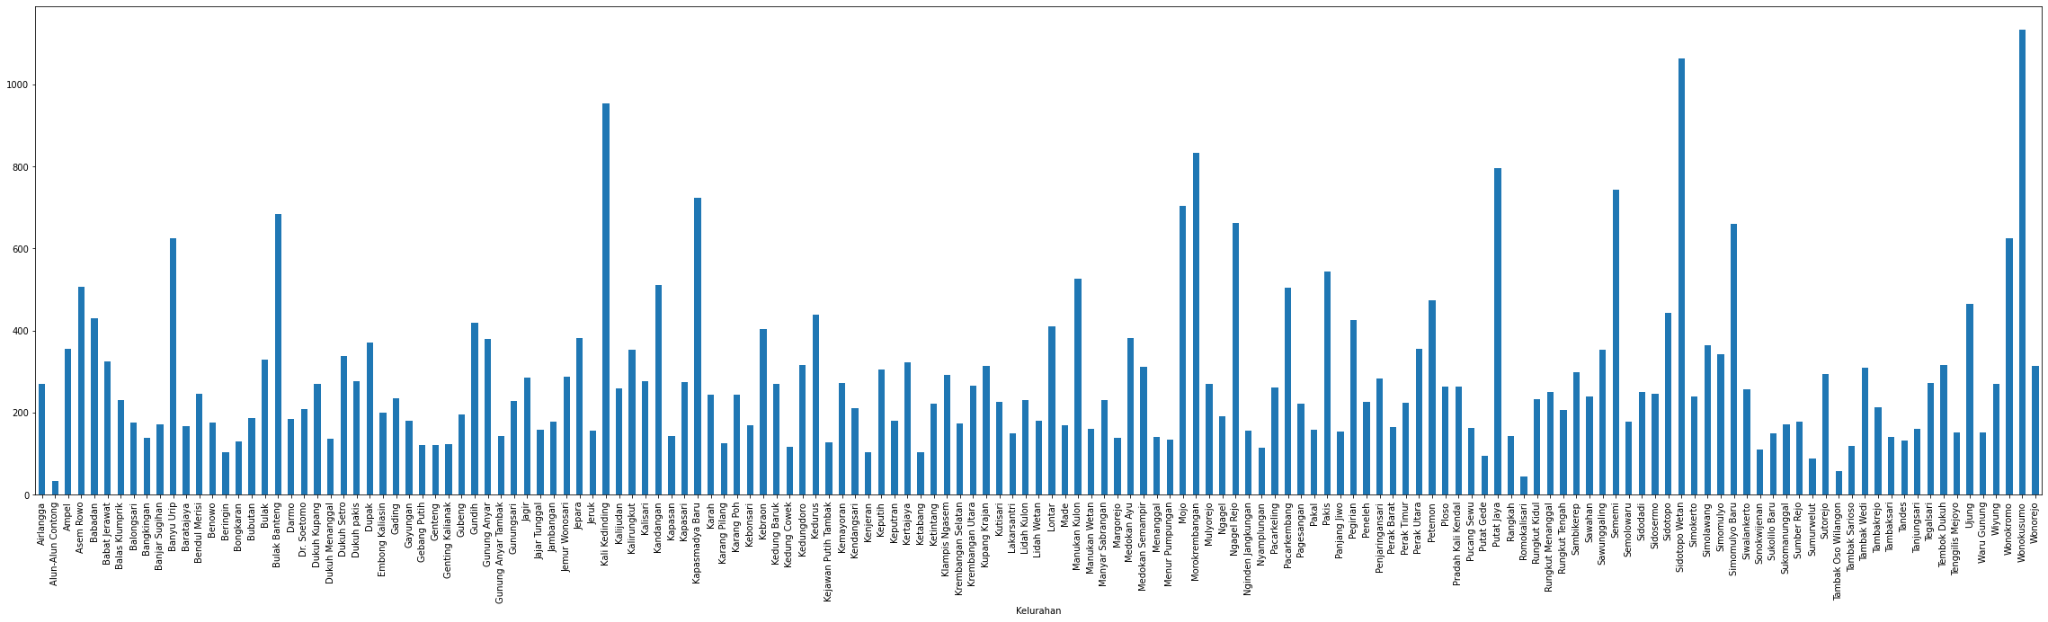 1000
800
600
400
200
0
Airlangga
Alun-Alun Contong
Ampel
Asem Rowo
Babadan
Babat Jerawat
Balas Klumprik
Balongsari
Bangkingan
Banjar Sugihan
Banyu Urip
Baratajaya
Bendul Merisi
Benowo
Beringin
Bongkaran
Bubutan
Bulak
Bulak Banteng
Darmo
Dr. Soetomo
Dukuh Kupang
Dukuh Menanggal
Dukuh Setro
Dukuh pakis
Dupak
Embong Kaliasin
Gading
Gayungan
Gebang Putih
Genteng
Genting Kalianak
Gubeng
Gundih
Gunung Anyar
Gunung Anyar Tambak
Gunungsari
Jagir
Jajar Tunggal
Jambangan
Jemur Wonosari
Jepara
Jeruk
Kali Kedinding
Kalijudan
Kalirungkut
Kalisari
Kandangan
Kapasan
Kapasari
Kapasmadya Baru
Karah
Karang Pilang
Karang Poh
Kebonsari
Kebraon
Kedung Baruk
Kedung Cowek
Kedungdoro
Kedurus
Kejawan Putih Tambak
Kemayoran
Kendangsari
Kenjeran
Keputih
Keputran
Kertajaya
Ketabang
Ketintang
Klampis Ngasem
Krembangan Selatan
Krembangan Utara
Kupang Krajan
Kutisari
Lakarsantri
Lidah Kulon
Lidah Wetan
Lontar
Made
Manukan Kulon
Manukan Wetan
Manyar Sabrangan
Margorejo
Medokan Ayu
Medokan Semampir
Menanggal
Menur Pumpungan
Mojo
Morokrembangan
Mulyorejo
Ngagel
Ngagel Rejo
Nginden Jangkungan
Nyamplungan
Pacarkeling
Pacarkembang
Pagesangan
Pakal
Pakis
Panjang Jiwo
Pegirian
Peneleh
Penjaringansari
Perak Barat
Perak Timur
Perak Utara
Petemon
Ploso
Pradah Kali Kendal
Pucang Sewu
Putat Gede
Putat Jaya
Rangkah
Romokalisari
Rungkut Kidul
Rungkut Menanggal
Rungkut Tengah
Sambikerep
Sawahan
Sawunggaling
Sememi
Semolowaru
Sidodadi
Sidosermo
Sidotopo
Sidotopo Wetan
Simokerto
Simolawang
Simomulyo
Simomulyo Baru
Siwalankerto
Sonokwijenan
Sukolilo Baru
Sukomanunggal
Sumber Rejo
Sumurwelut
Sutorejo
Tambak Oso Wilangon
Tambak Sarioso
Tambak Wedi
Tambakrejo
Tambaksari
Tandes
Tanjungsari
Tegalsari
Tembok Dukuh
Tenggilis Mejoyo
Ujung
Waru Gunung
Wiyung
Wonokromo
Wonokusumo
Wonorejo
Kelurahan